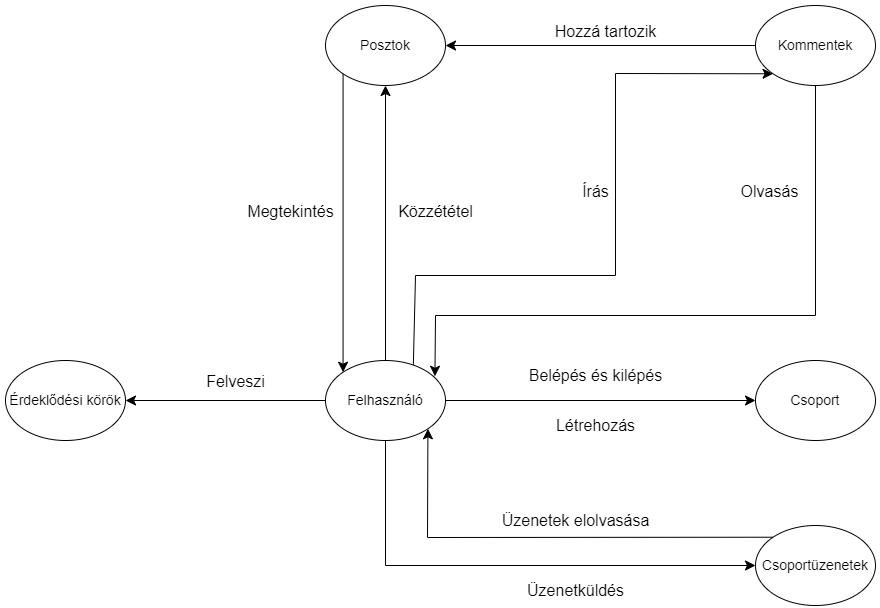 Hozzá tartozik
Posztok
Kommentek
Írás
Olvasás
Megtekintés
Közzététel
Belépés és kilépés
Felveszi
Érdeklődési körök
Felhasználó
Csoport
Létrehozás
Üzenetek elolvasása
Csoportüzenetek
Üzenetküldés